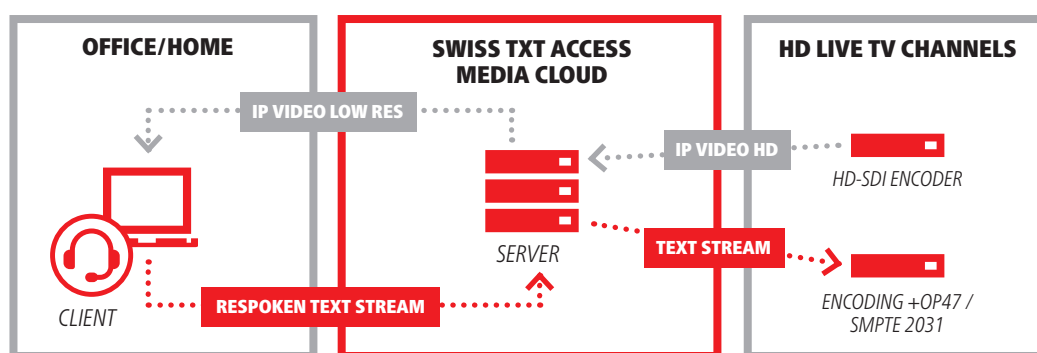 OFFICE/HOME
SWISS TXT ACCESS
MEDIA CLOUD
HD LIVE TV CHANNELS
IP VIDEO LOW RES
IP VIDEO HD
HD-SDI ENCODER
SERVER
TEXT STREAM
RESPOKEN TEXT STREAM
CLIENT
ENCODING +OP47 /
SMPTE 2031